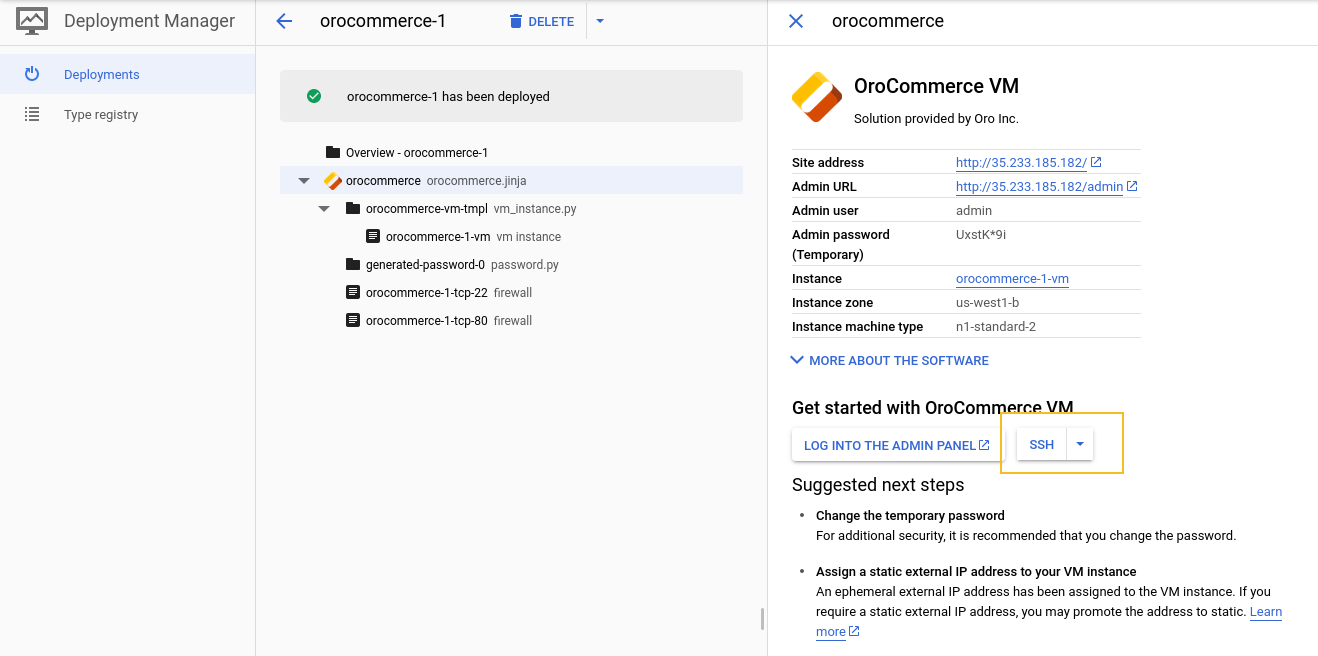 Deployment Manager
Deployments
Type registry
orocommerce-1
DELETE
orocommerce-1 has been deployed
Overview - orocommerce-1
orocommerce orocommerce.jinja
orocommerce-vm-tmpl vm_instance.py
orocommerce-1-vm vm instance
generated-password-0 password.py
orocommerce-1-tcp-22 firewall
orocommerce-1-tcp-80 firewall
orocommerce
OroCommerce VM
Solution provided by Oro Inc.
Site address http://35.233.185.182/
Admin URL http://35.233.185.182/admin
Admin user admin
Admin password UxstK*9i
(Temporary)
Instance orocommerce-1-vm
Instance zone us-west1-b
Instance machine type n1-standard-2
MORE ABOUT THE SOFTWARE
Get started with OroCommerce VM
LOG INTO THE ADMIN PANEL SSH
Suggested next steps
• Change the temporary password
For additional security, it is recommended that you change the password.
• Assign a static external IP address to your VM instance
An ephemeral external IP address has been assigned to the VM instance. If you
require a static external IP address, you may promote the address to static. Learn
more